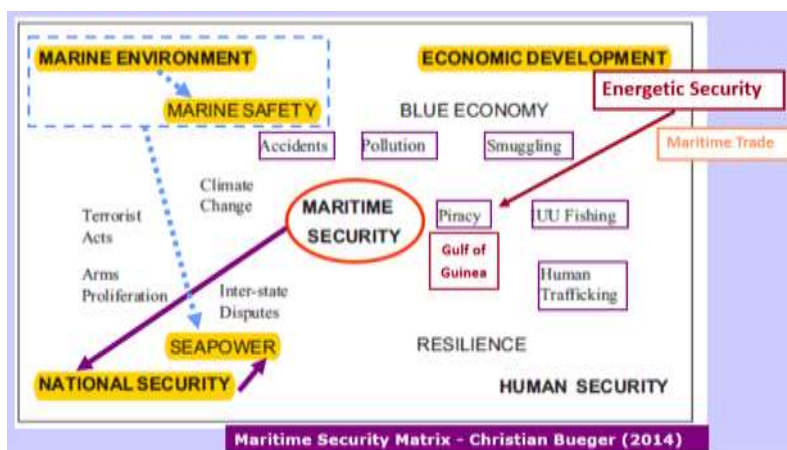 MARINE ENVIRONMENT
ECONOMIC DEVELOPMENT
Energetic Security
MARINE SAFETY
BLUE ECONOMY
Maritime Trade
Accidents
Pollution
Smuggling
Climate
Change
MARITIME
SECURITY
Terrorist
Acts
Piracy
IUU Fishing
Gulf of
Guinea
Arms
Proliferation
Inter-state
Disputes
Human
Trafficking
SEAPOWER
RESILIENCE
NATIONAL SECURITY
HUMAN SECURITY
Maritime Security Matrix - Christian Bueger (2014)